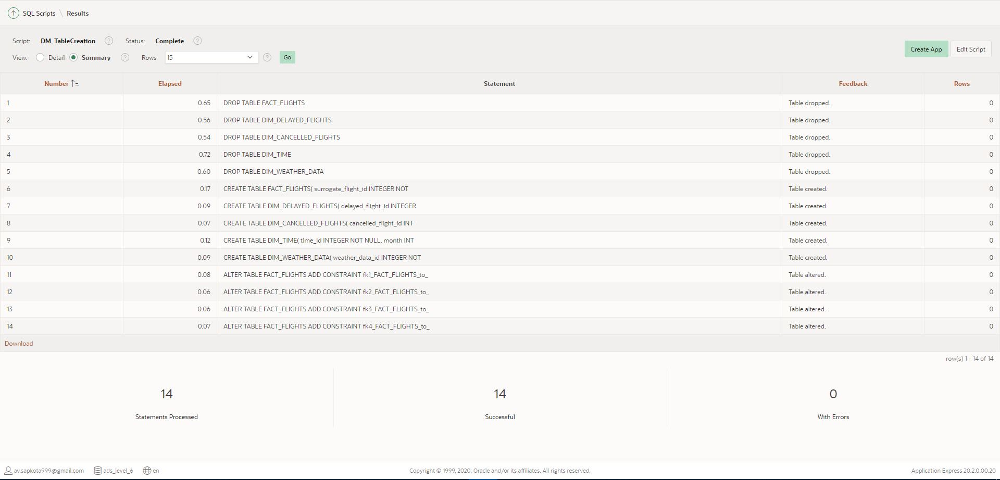 SQL Scripts \ Results
Script: DM_TableCreation ? Status: Complete ?
View: Detail Summary ? Rows 15 ? Go
Create App Edit Script
Number Elapsed Statement Feedback Rows
1 0.65 DROP TABLE FACT_FLIGHTS Table dropped. 0
2 0.56 DROP TABLE DIM_DELAYED_FLIGHTS Table dropped. 0
3 0.54 DROP TABLE DIM_CANCELLED_FLIGHTS Table dropped. 0
4 0.72 DROP TABLE DIM_TIME Table dropped. 0
5 0.60 DROP TABLE DIM_WEATHER_DATA Table dropped. 0
6 0.17 CREATE TABLE FACT_FLIGHTS( surrogate_flight_id INTEGER NOT Table created. 0
7 0.09 CREATE TABLE DIM_DELAYED_FLIGHTS( delayed_flight_id INTEGER Table created. 0
8 0.07 CREATE TABLE DIM_CANCELLED_FLIGHTS( cancelled_flight_id INT Table created. 0
9 0.12 CREATE TABLE DIM_TIME( time_id INTEGER NOT NULL, month INT Table created. 0
10 0.09 CREATE TABLE DIM_WEATHER_DATA( weather_data_id INTEGER NOT Table created. 0
11 0.08 ALTER TABLE FACT_FLIGHTS ADD CONSTRAINT fk1_FACT_FLIGHTS_to_ Table altered. 0
12 0.06 ALTER TABLE FACT_FLIGHTS ADD CONSTRAINT fk2_FACT_FLIGHTS_to_ Table altered. 0
13 0.06 ALTER TABLE FACT_FLIGHTS ADD CONSTRAINT fk3_FACT_FLIGHTS_to_ Table altered. 0
14 0.07 ALTER TABLE FACT_FLIGHTS ADD CONSTRAINT fk4_FACT_FLIGHTS_to_ Table altered. 0
Download
row(s) 1 - 14 of 14
14 14 0
Statements Processed Successful With Errors
av.sapkota999@gmail.com ads_level_6 en Copyright © 1999, 2020, Oracle and/or its affiliates. All rights reserved. Application Express 20.2.0.00.20